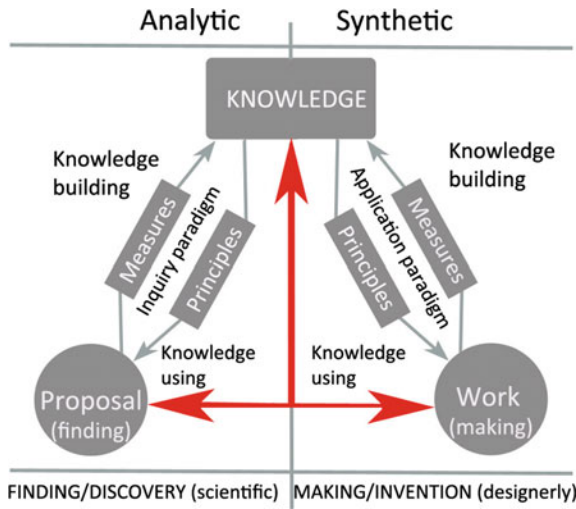 Analytic
Synthetic
KNOWLEDGE
Knowledge
building
Measures
Inquiry paradigm
Principles
Knowledge
using
Proposal
(finding)
Knowledge
building
Measures
Application paradigm
Principles
Knowledge
using
Work
(making)
FINDING/DISCOVERY (scientific)
MAKING/INVENTION (designerly)